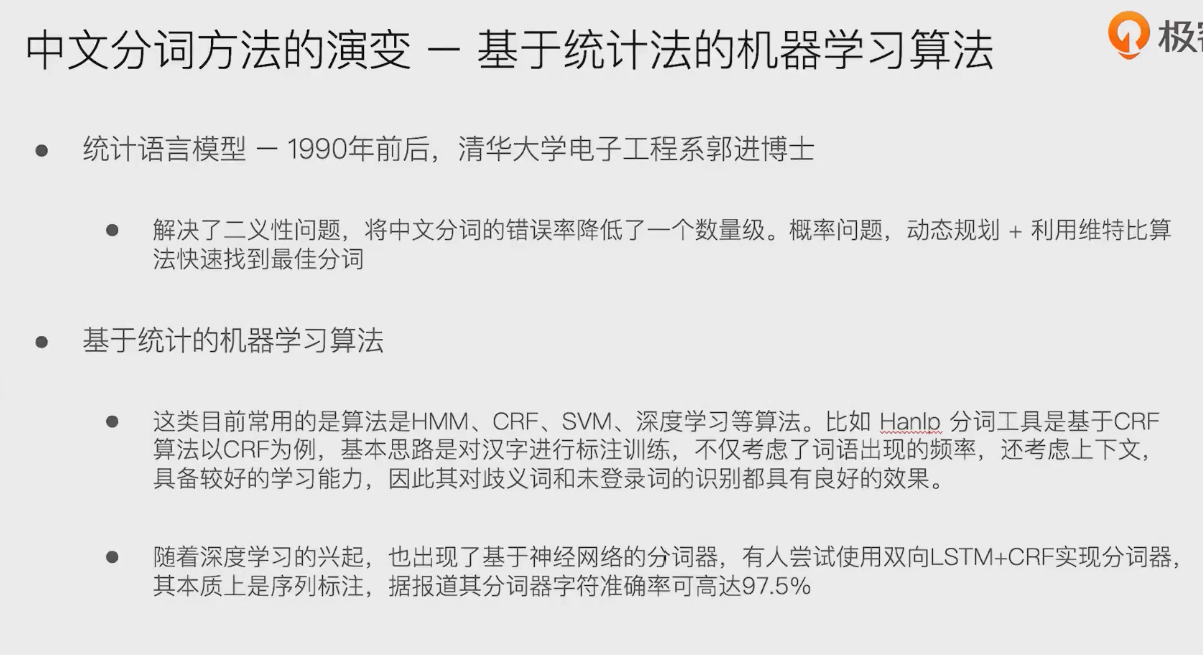 中文分词方法的演变 — 基于统计法的机器学习算法
极
统计语言模型 — 1990年前后，清华大学电子工程系郭进博士
解决了二义性问题，将中文分词的错误率降低了一个数量级。概率问题，动态规划 + 利用维特比算
法快速找到最佳分词
基于统计的机器学习算法
这类目前常用的是算法是HMM、CRF、SVM、深度学习等算法。比如 Hanlp 分词工具是基于CRF
算法以CRF为例，基本思路是对汉字进行标注训练，不仅考虑了词语出现的频率，还考虑上下文，
具备较好的学习能力，因此其对歧义词和未登录词的识别都具有良好的效果。
随着深度学习的兴起，也出现了基于神经网络的分词器，有人尝试使用双向LSTM+CRF实现分词器，
其本质上是序列标注，据报道其分词器字符准确率可高达97.5%